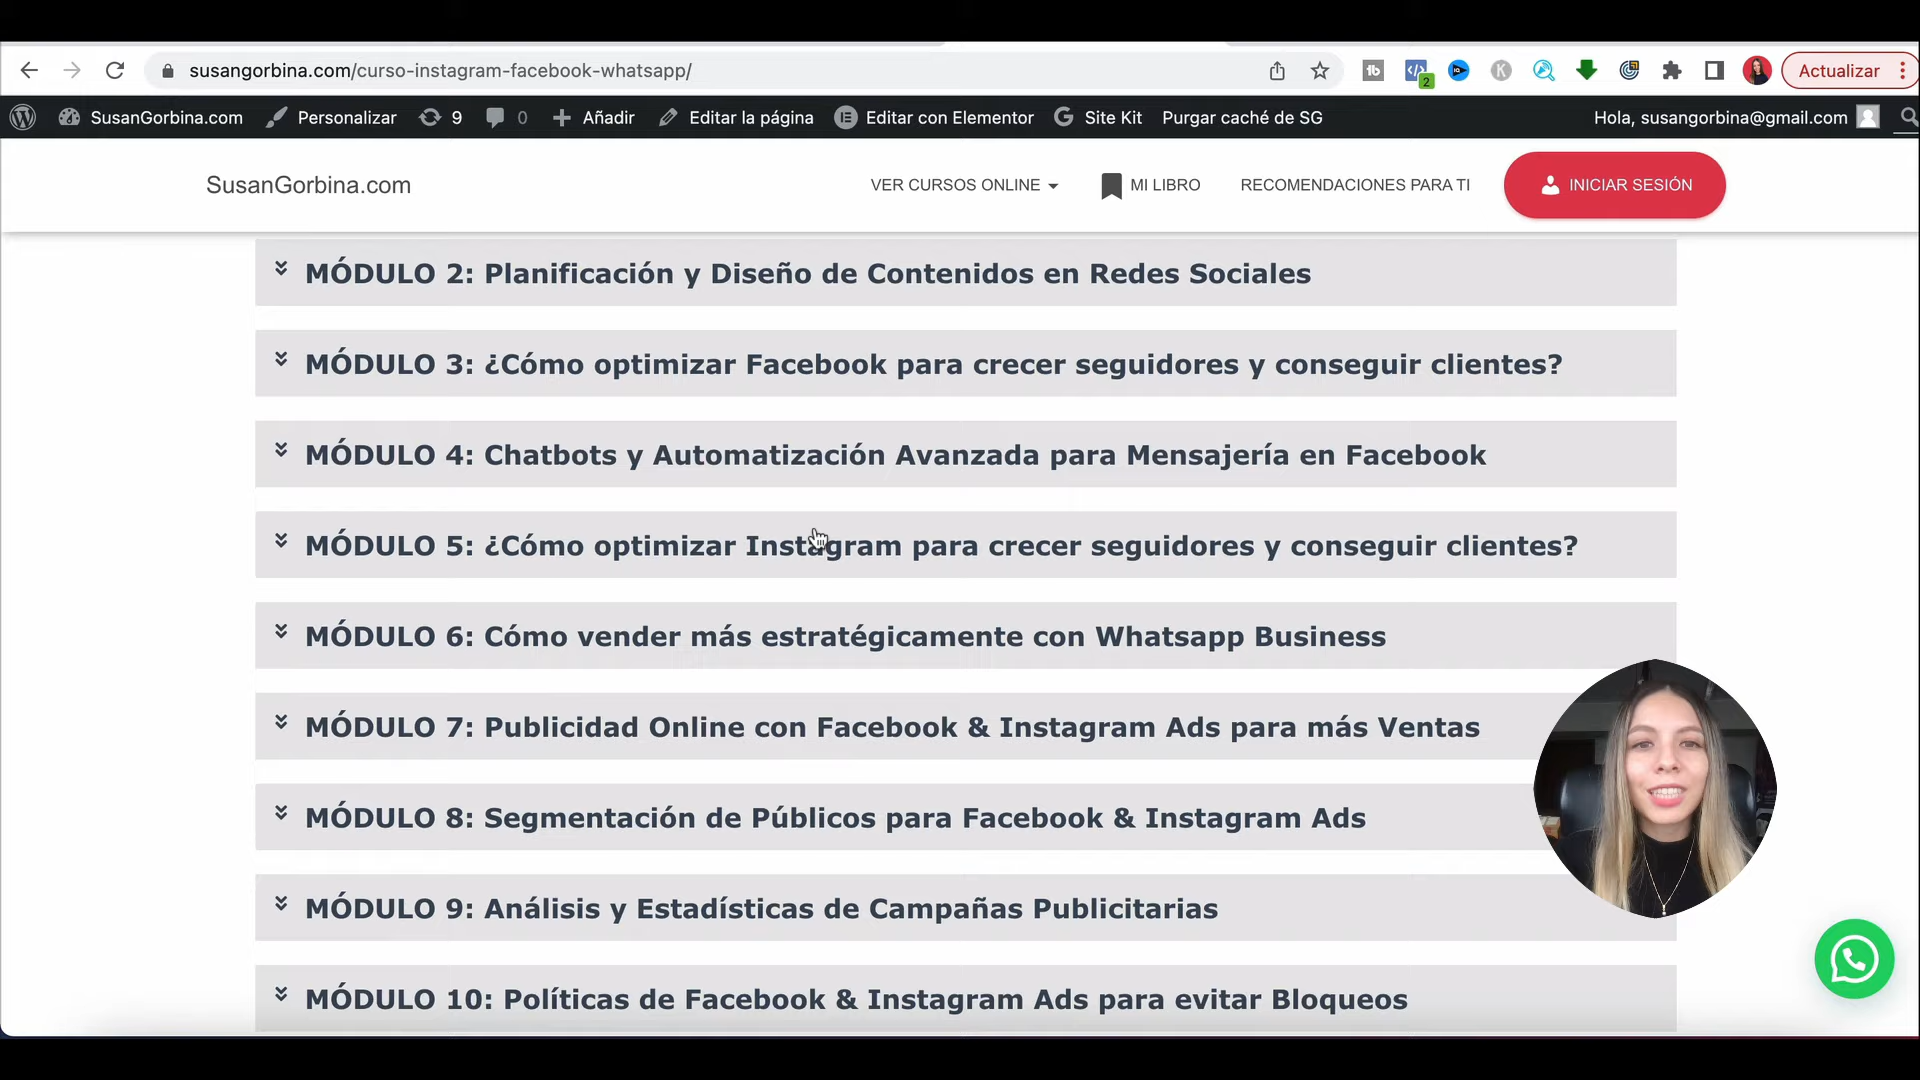 susangorbina.com/curso-instagram-facebook-whatsapp/
2
Actualizar
SusanGorbina.com
Personalizar
9
0
Añadir
Editar la página
Editar con Elementor
Site Kit
Purgar caché de SG
Hola, susangorbina@gmail.com
SusanGorbina.com
VER CURSOS ONLINE
MI LIBRO
RECOMENDACIONES PARA TI
INICIAR SESIÓN
MÓDULO 2: Planificación y Diseño de Contenidos en Redes Sociales
MÓDULO 3: ¿Cómo optimizar Facebook para crecer seguidores y conseguir clientes?
MÓDULO 4: Chatbots y Automatización Avanzada para Mensajería en Facebook
MÓDULO 5: ¿Cómo optimizar Instagram para crecer seguidores y conseguir clientes?
MÓDULO 6: Cómo vender más estratégicamente con Whatsapp Business
MÓDULO 7: Publicidad Online con Facebook & Instagram Ads para más Ventas
MÓDULO 8: Segmentación de Públicos para Facebook & Instagram Ads
MÓDULO 9: Análisis y Estadísticas de Campañas Publicitarias
MÓDULO 10: Políticas de Facebook & Instagram Ads para evitar Bloqueos